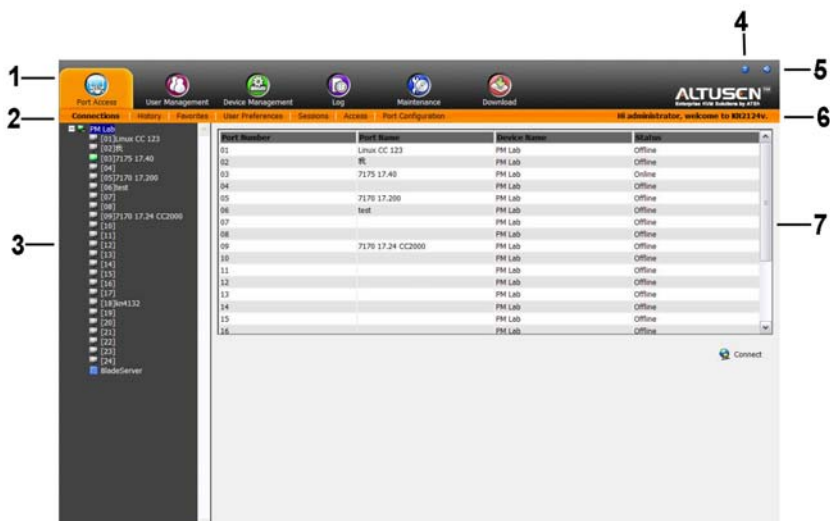 4
1
5
Port Access User Management Device Management Log Maintenance Download
ALTUSEN™
Enterprise KVM Solutions by ATEN
2
Connections History Favorites User Preferences Sessions Access Port Configuration
Hi administrator, welcome to KN2124v.
6
PM Lab
[01]Linux CC 123
[03]7175 17.40
[04]
[05]7170 17.200
[06]test
[07]
[08]
[09]7170 17.24 CC2000
[10]
[11]
[12]
[13]
[14]
[15]
[16]
[17]
[18]kn4132
[19]
[20]
[21]
[22]
[23]
[24]
BladeServer
3
Port Number Port Name Device Name Status
01 Linux CC 123 PM Lab Offline
02 PM Lab Offline
03 7175 17.40 PM Lab Online
04 PM Lab Offline
05 7170 17.200 PM Lab Offline
06 test PM Lab Offline
07 PM Lab Offline
08 PM Lab Offline
09 7170 17.24 CC2000 PM Lab Offline
10 PM Lab Offline
11 PM Lab Offline
12 PM Lab Offline
13 PM Lab Offline
14 PM Lab Offline
15 PM Lab Offline
16 PM Lab Offline
7
Connect